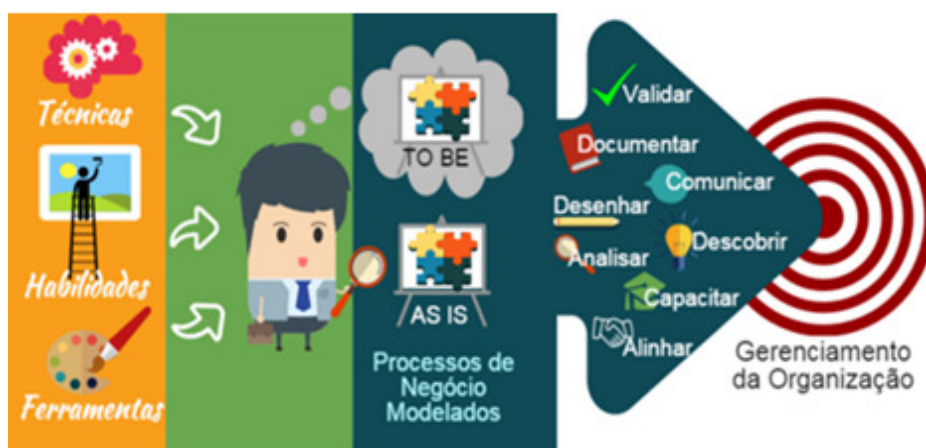 Técnicas
Habilidades
Ferramentas
TO BE
AS IS
Processos de
Negócio
Modelados
Validar
Documentar
Comunicar
Desenhar
Descobrir
Analisar
Capacitar
Alinhar
Gerenciamento
da Organização